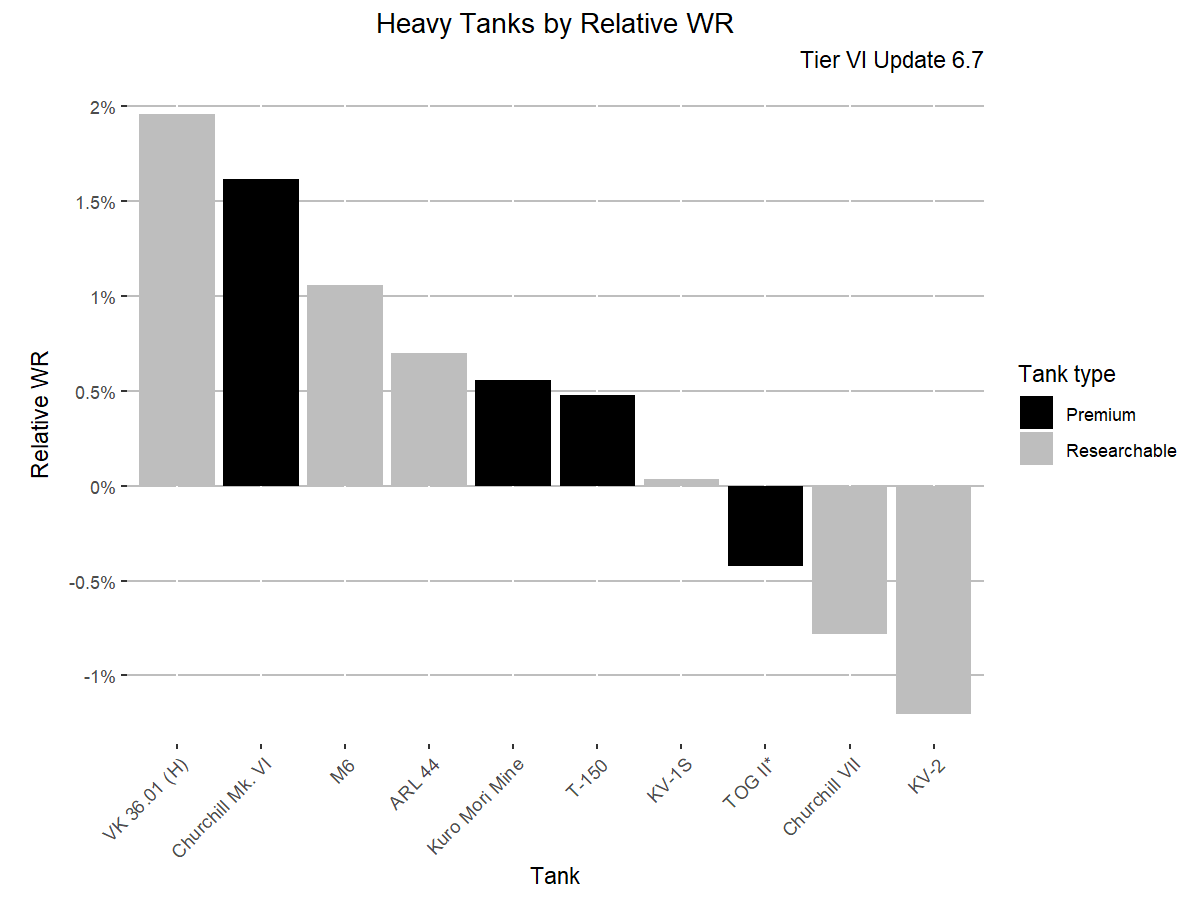 Heavy Tanks by Relative WR
Tier VI Update 6.7
Relative WR
2%
1.5%
1%
0.5%
0%
-0.5%
-1%
VK 36.01 (H)
Churchill Mk. VI
M6
ARL 44
Kuro Mori Mine
T-150
KV-1S
TOG II*
Churchill VII
KV-2
Tank
Tank type
Premium
Researchable